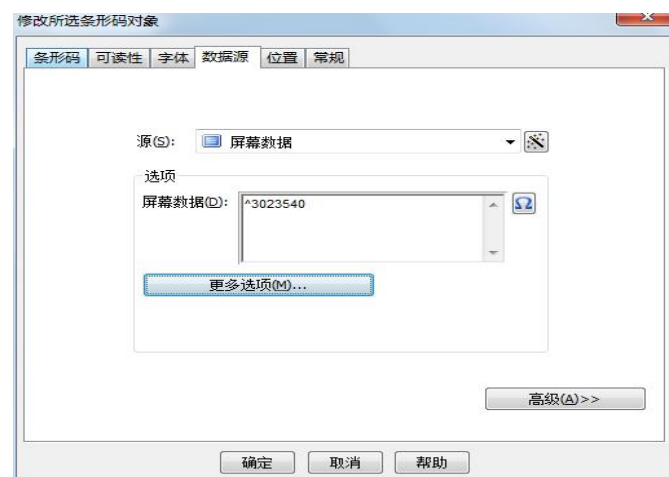 修改所选条形码对象
条形码 可读性 字体 数据源 位置 常规
源(S): 屏幕数据
选项
屏幕数据(D): ^3023540
更多选项(M)...
高级(A)>>
确定 取消 帮助